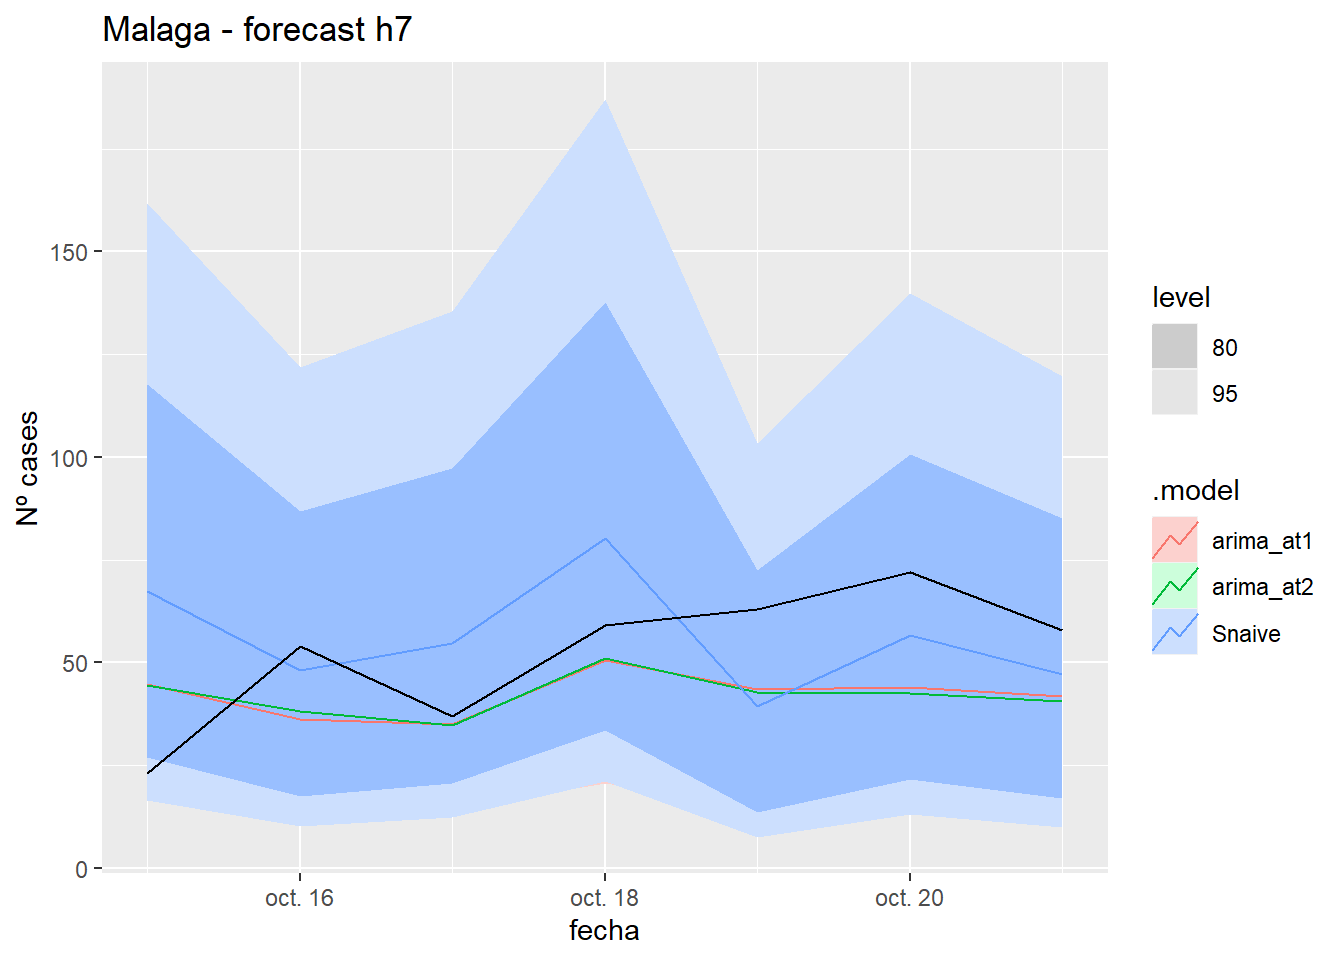 Malaga - forecast h7
Nº cases
150
100
50
0
oct. 16
oct. 18
oct. 20
fecha
level
80
95
.model
arima_at1
arima_at2
Snaive